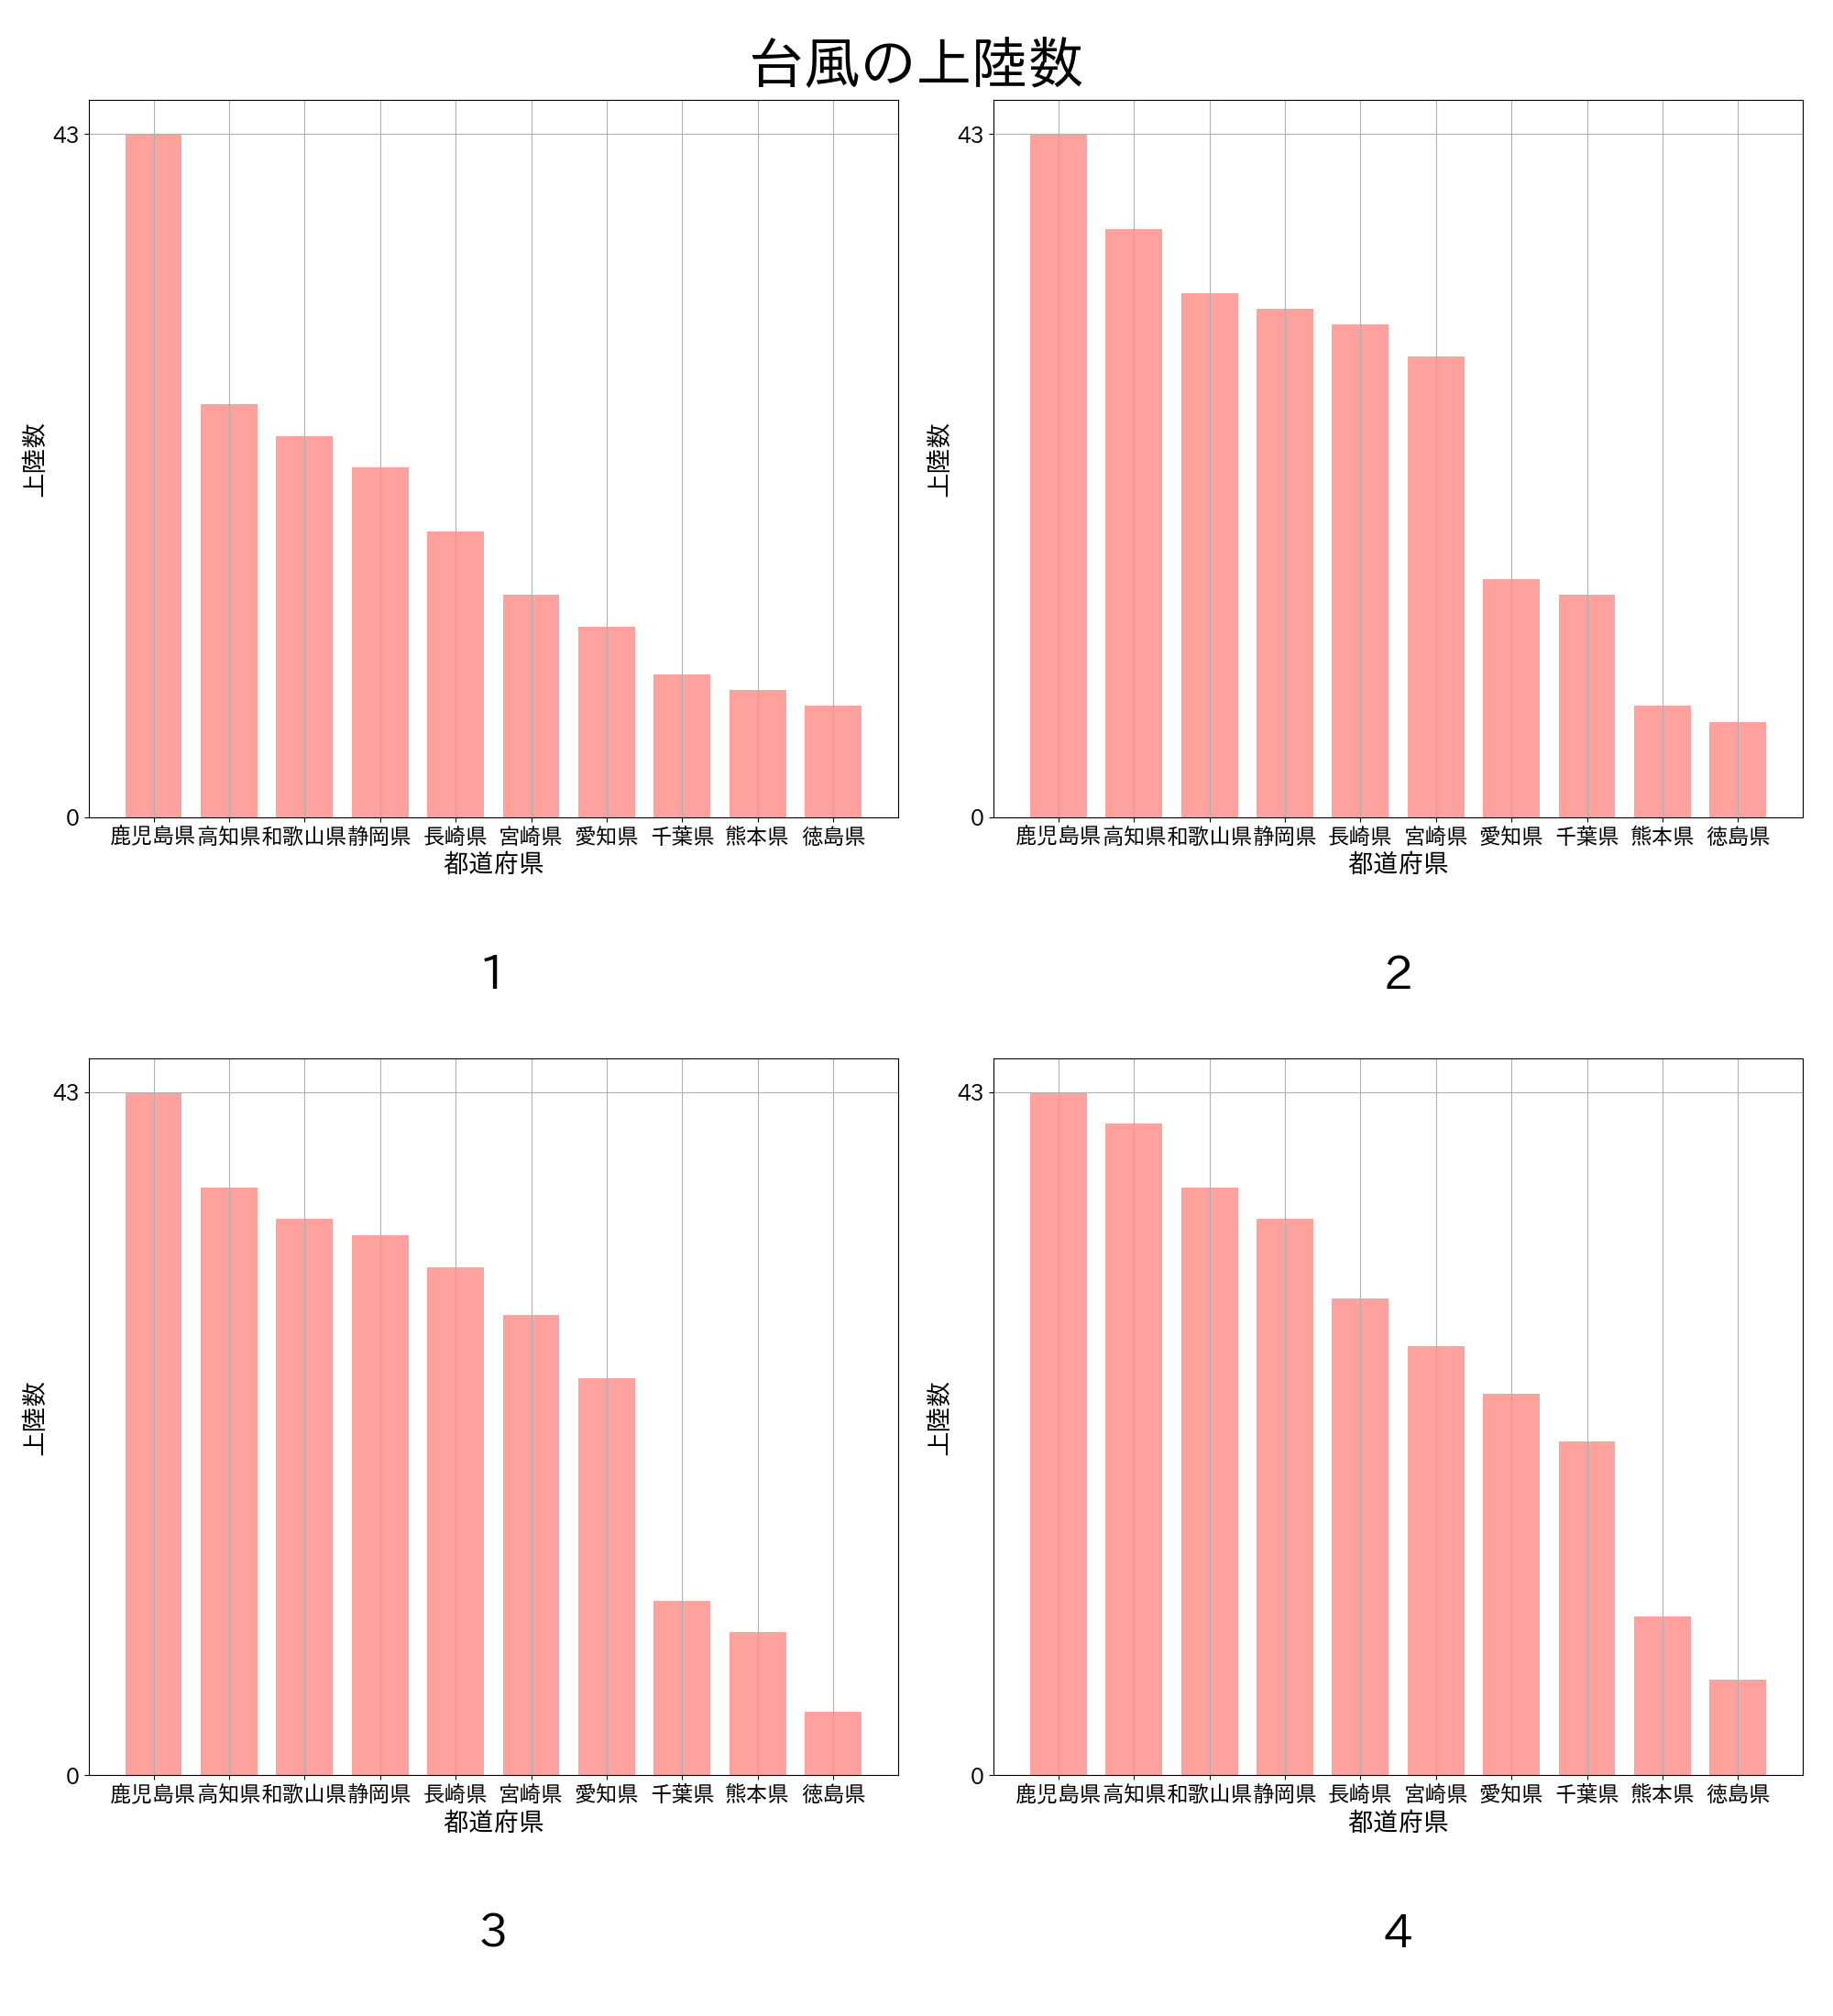 台風の上陸数
43
0
上陸数
鹿児島県 高知県 和歌山県 静岡県 長崎県 宮崎県 愛知県 千葉県 熊本県 徳島県
都道府県
1
43
0
上陸数
鹿児島県 高知県 和歌山県 静岡県 長崎県 宮崎県 愛知県 千葉県 熊本県 徳島県
都道府県
2
43
0
上陸数
鹿児島県 高知県 和歌山県 静岡県 長崎県 宮崎県 愛知県 千葉県 熊本県 徳島県
都道府県
3
43
0
上陸数
鹿児島県 高知県 和歌山県 静岡県 長崎県 宮崎県 愛知県 千葉県 熊本県 徳島県
都道府県
4